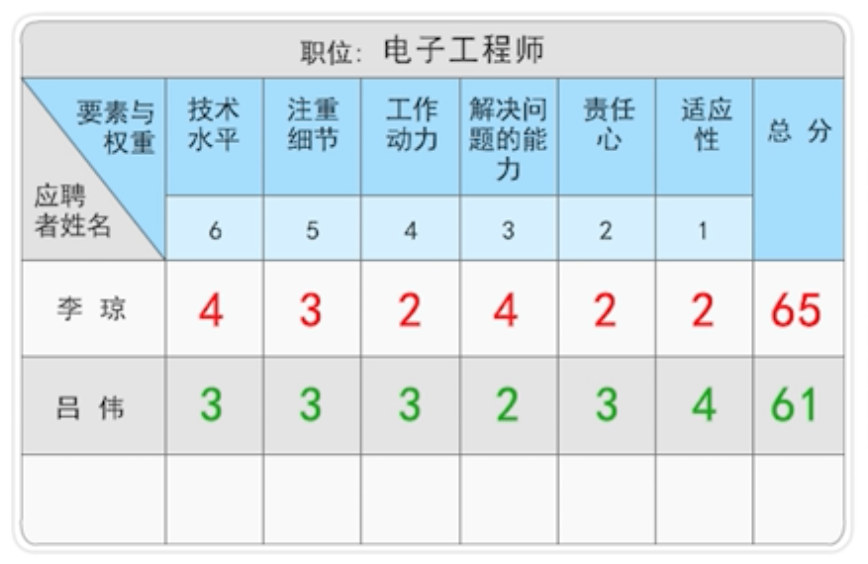 职位: 电子工程师
要素与
权重
应聘
者姓名
技术
水平
注重
细节
工作
动力
解决问
题的能
力
责任
心
适应
性
总 分
6 5 4 3 2 1
李 琼 4 3 2 4 2 2 65
吕 伟 3 3 3 2 3 4 61